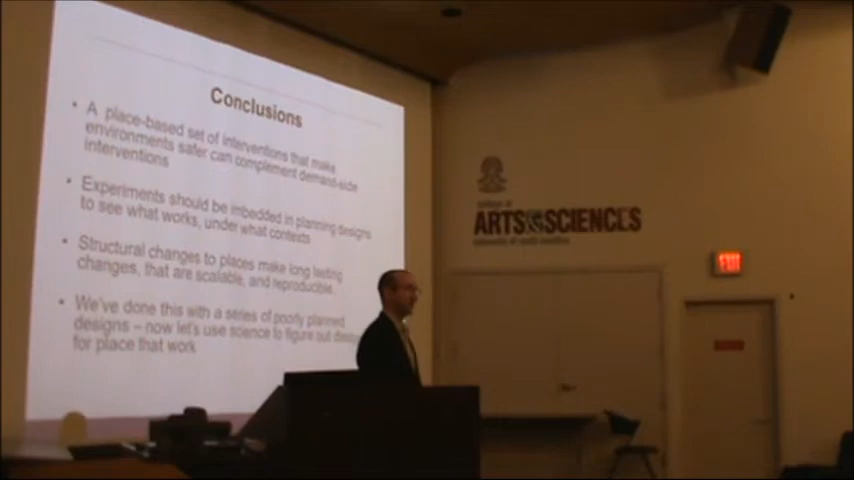 Conclusions
• A place-based set of interventions that make
environments safer can complement demand-side
interventions
• Experiments should be imbedded in planning designs
to see what works, under what contexts
• Structural changes to places make long lasting
changes, that are scalable, and reproducible.
• We've done this with a series of poorly planned
designs – now let's use science to figure out
for place that work
college of
ARTS&SCIENCES
EXIT